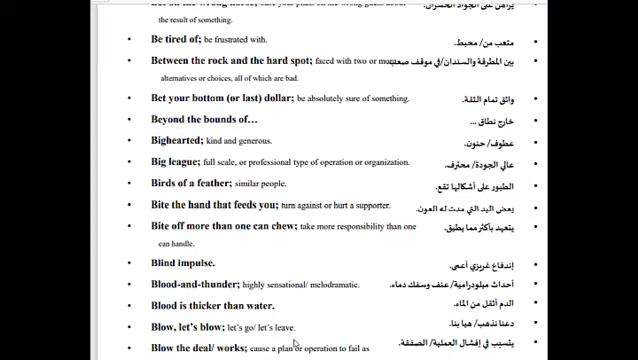 the result of something.
• Be tired of; be frustrated with. متعب من/ محبط. •
• Between the rock and the hard spot; faced with two or more بين المطرقة والسندان/في موقف صعب •
alternatives or choices, all of which are bad.
• Bet your bottom (or last) dollar; be absolutely sure of something. واثق تمام الثقة. •
• Beyond the bounds of… خارج نطاق ... •
• Bighearted; kind and generous. عطوف/ حنون. •
• Big league; full scale, or professional type of operation or organization. عالي الجودة/ محترف. •
• Birds of a feather; similar people. الطيور على أشكالها تقع. •
• Bite the hand that feeds you; turn against or hurt a supporter. يعض اليد التي مدت له العون. •
• Bite off more than one can chew; take more responsibility than one يتعهد بأكثر مما يطيق. •
can handle.
• Blind impulse. إندفاع غريزي أعمى. •
• Blood-and-thunder; highly sensational/ melodramatic. أحداث ميلودرامية/ عنف وسفك دماء. •
• Blood is thicker than water. الدم أثقل من الماء. •
• Blow, let's blow; let's go/ let's leave. دعنا نذهب/ هيا بنا. •
• Blow the deal/ works; cause a plan or operation to fail as يتسبب في إفشال العملية/ الصفقة. •